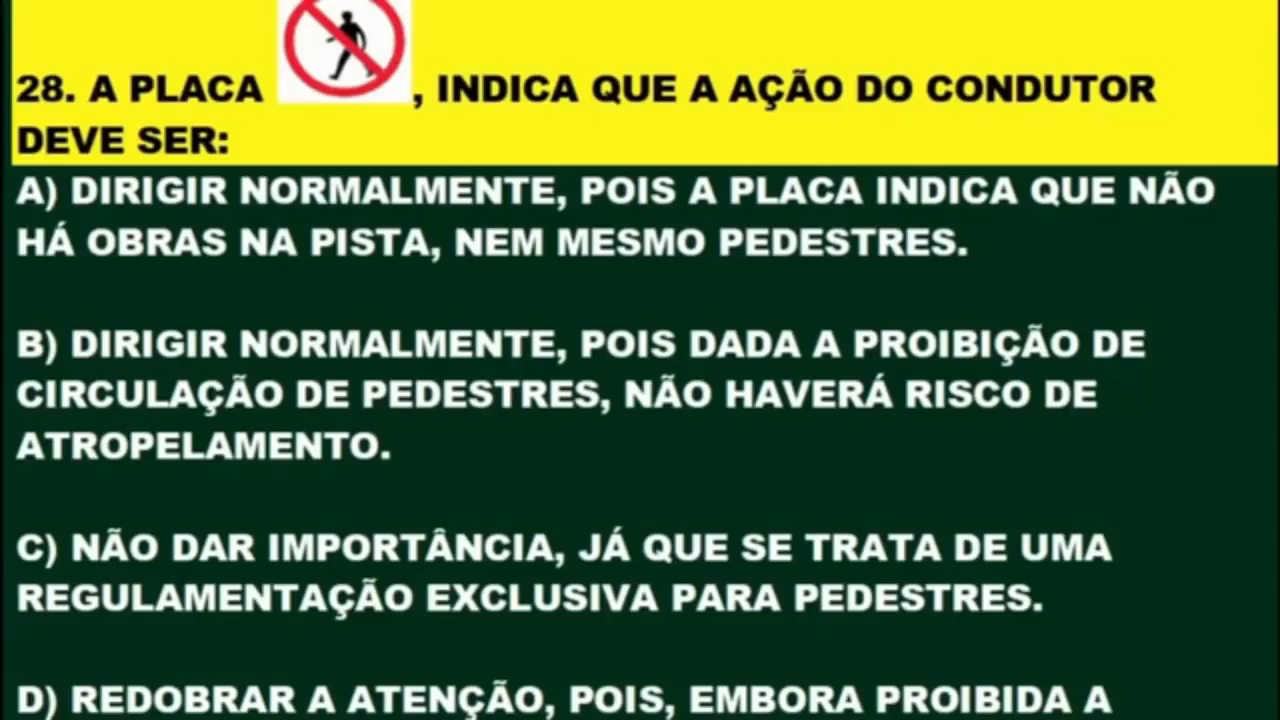 28. A PLACA , INDICA QUE A AÇÃO DO CONDUTOR
DEVE SER:
A) DIRIGIR NORMALMENTE, POIS A PLACA INDICA QUE NÃO
HÁ OBRAS NA PISTA, NEM MESMO PEDESTRES.
B) DIRIGIR NORMALMENTE, POIS DADA A PROIBIÇÃO DE
CIRCULAÇÃO DE PEDESTRES, NÃO HAVERÁ RISCO DE
ATROPELAMENTO.
C) NÃO DAR IMPORTÂNCIA, JÁ QUE SE TRATA DE UMA
REGULAMENTAÇÃO EXCLUSIVA PARA PEDESTRES.
D) REDOBRAR A ATENÇÃO, POIS, EMBORA PROIBIDA A